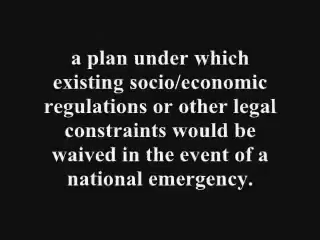 a plan under which
existing socio/economic
regulations or other legal
constraints would be
waived in the event of a
national emergency.